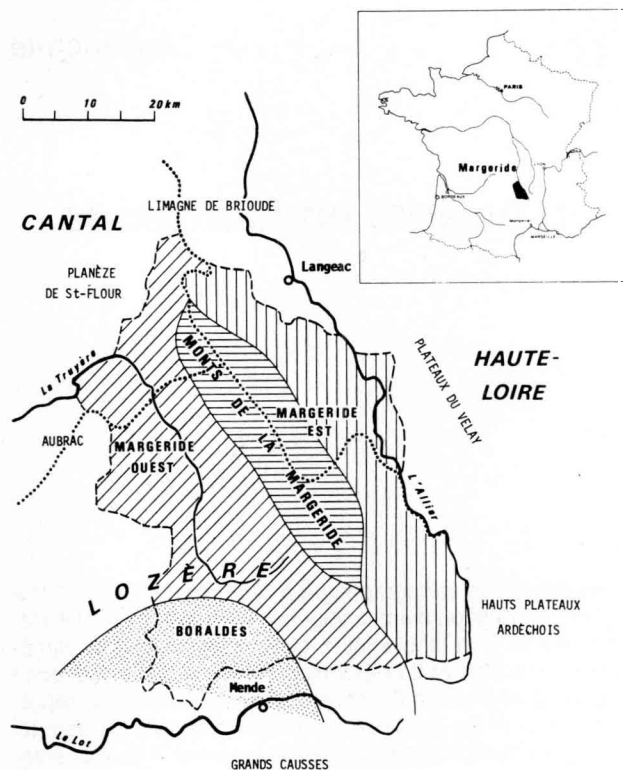 0 10 20 km
PARIS
Margeride
BORDEAUX
MARSEILLE
LIMAGNE DE BRIOUDE
CANTAL
Langeac
PLANÈZE
DE St-FLOUR
HAUTE-
LOIRE
PLATEAUX DU VELAY
La Truyère
MONTS DE LA MARGERIDE
MARGERIDE
EST
AUBRAC
MARGERIDE
OUEST
L'Allier
LOZÈRE
HAUTS PLATEAUX
ARDÈCHOIS
BORALDES
Mende
Le Lot
GRANDS CAUSSES